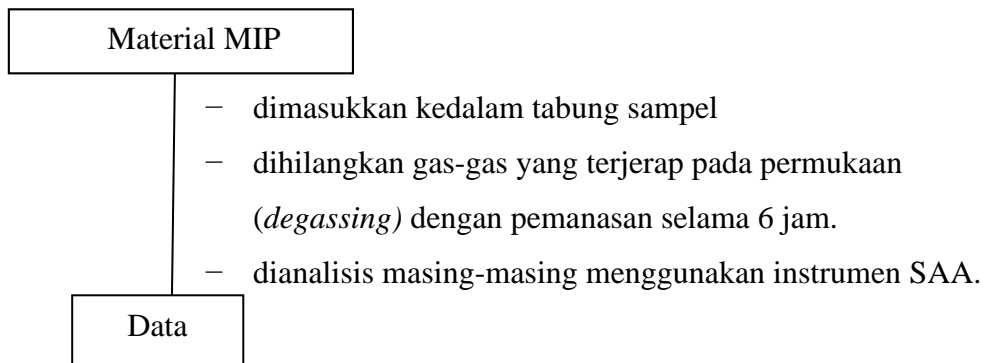 Material MIP
− dimasukkan kedalam tabung sampel
− dihilangkan gas-gas yang terjerap pada permukaan
(degassing) dengan pemanasan selama 6 jam.
− dianalisis masing-masing menggunakan instrumen SAA.
Data